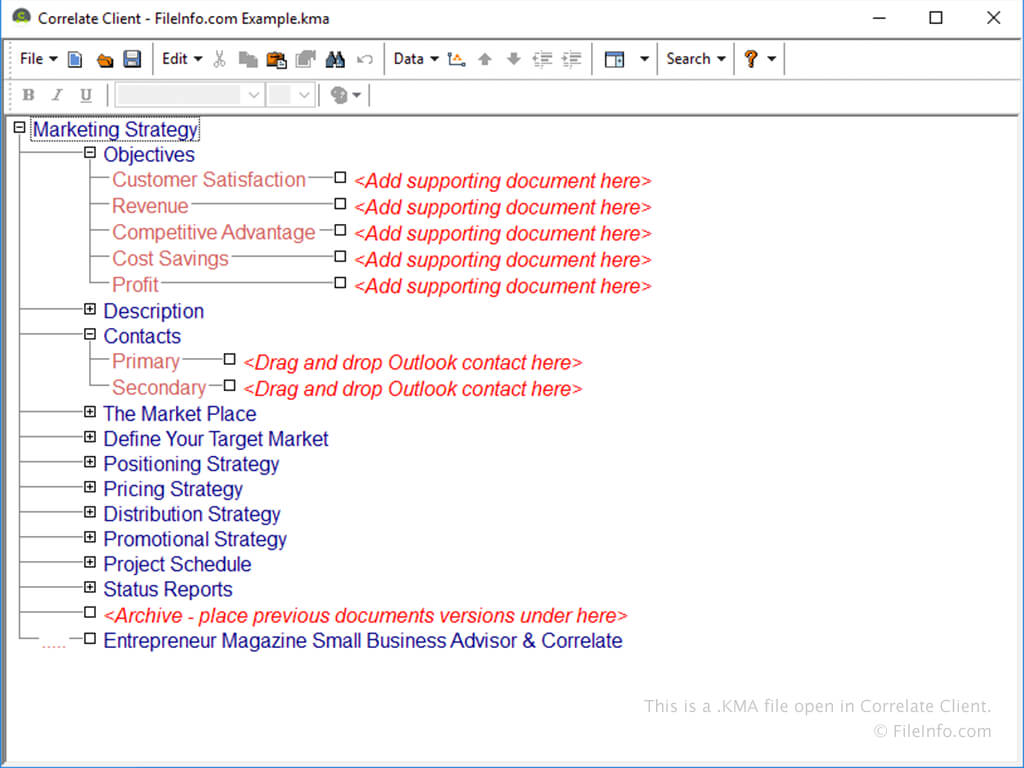 Correlate Client - FileInfo.com Example.kma
File Edit Data Search ?
B I U
Marketing Strategy
Objectives
Customer Satisfaction <Add supporting document here>
Revenue <Add supporting document here>
Competitive Advantage <Add supporting document here>
Cost Savings <Add supporting document here>
Profit <Add supporting document here>
Description
Contacts
Primary <Drag and drop Outlook contact here>
Secondary <Drag and drop Outlook contact here>
The Market Place
Define Your Target Market
Positioning Strategy
Pricing Strategy
Distribution Strategy
Promotional Strategy
Project Schedule
Status Reports
<Archive - place previous documents versions under here>
..... Entrepreneur Magazine Small Business Advisor & Correlate
This is a .KMA file open in Correlate Client.
© FileInfo.com